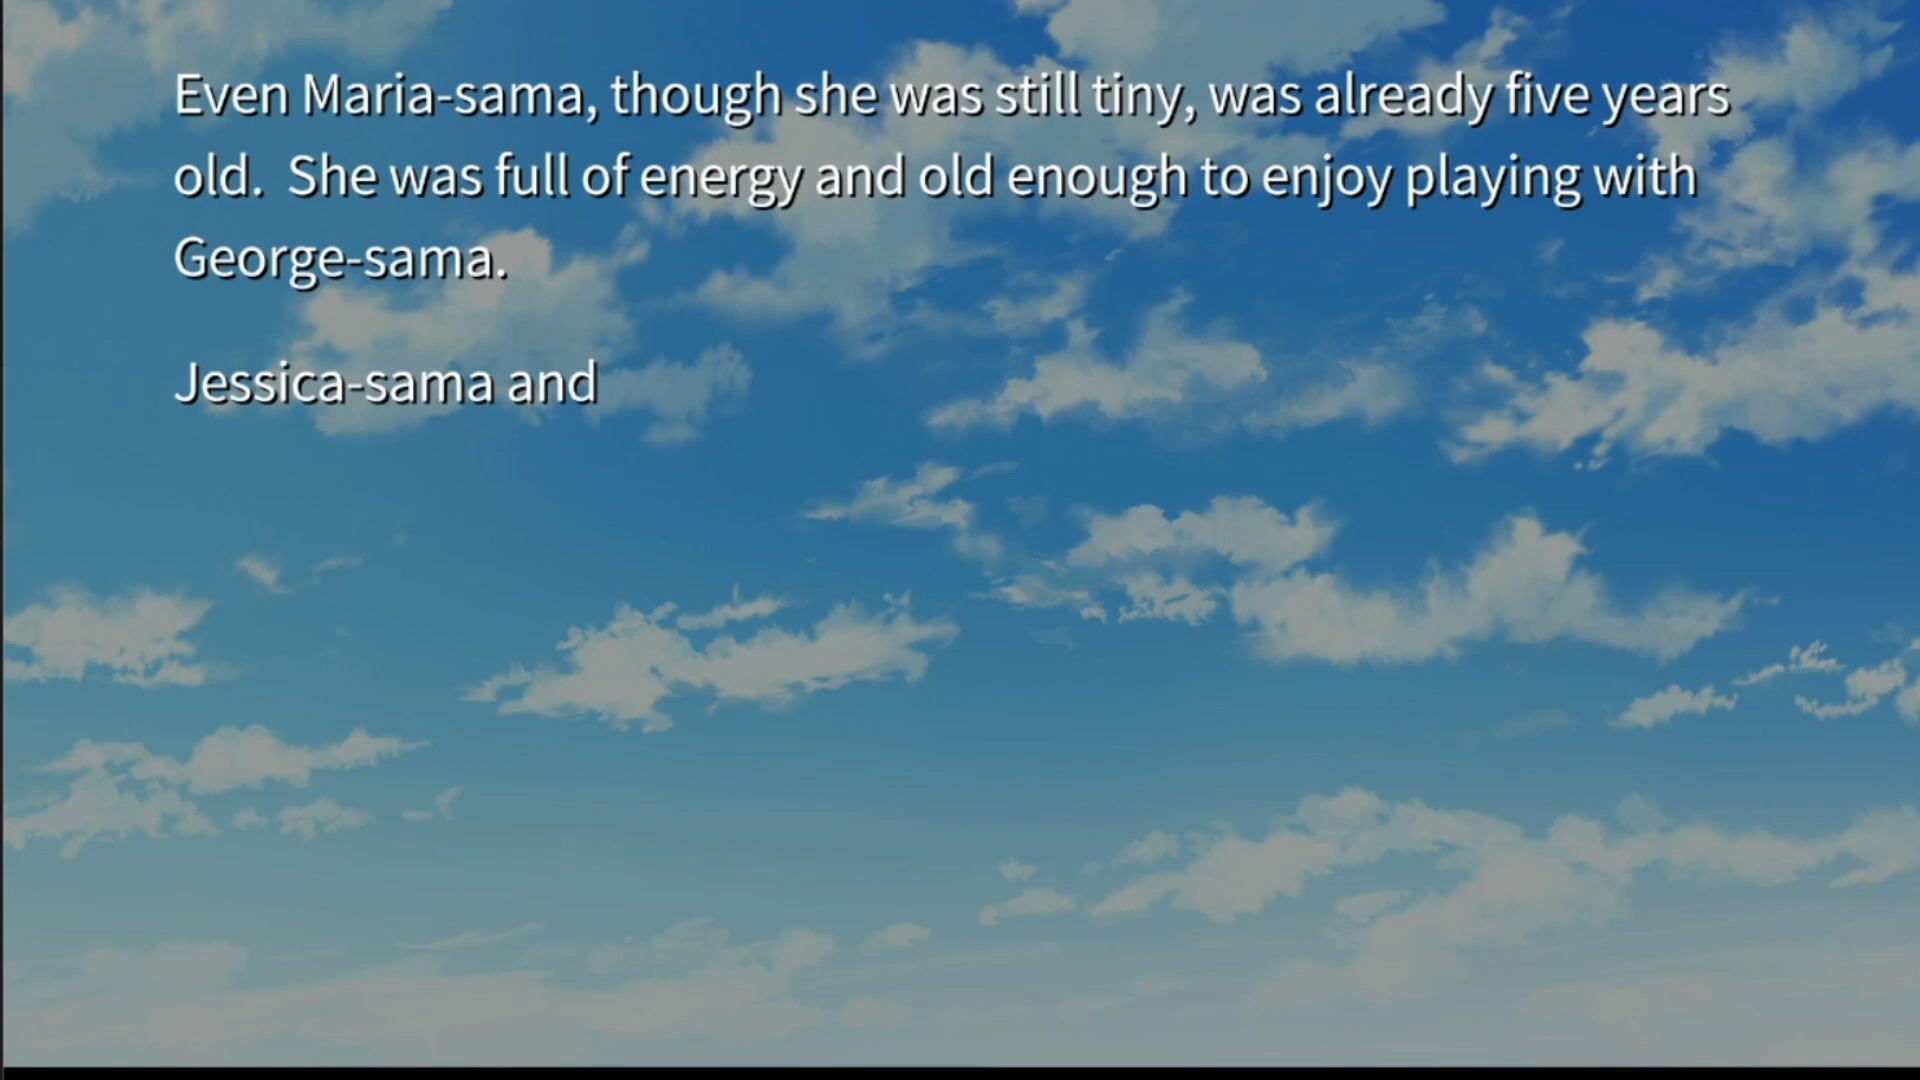 Even Maria-sama, though she was still tiny, was already five years
old.  She was full of energy and old enough to enjoy playing with
George-sama.
Jessica-sama and